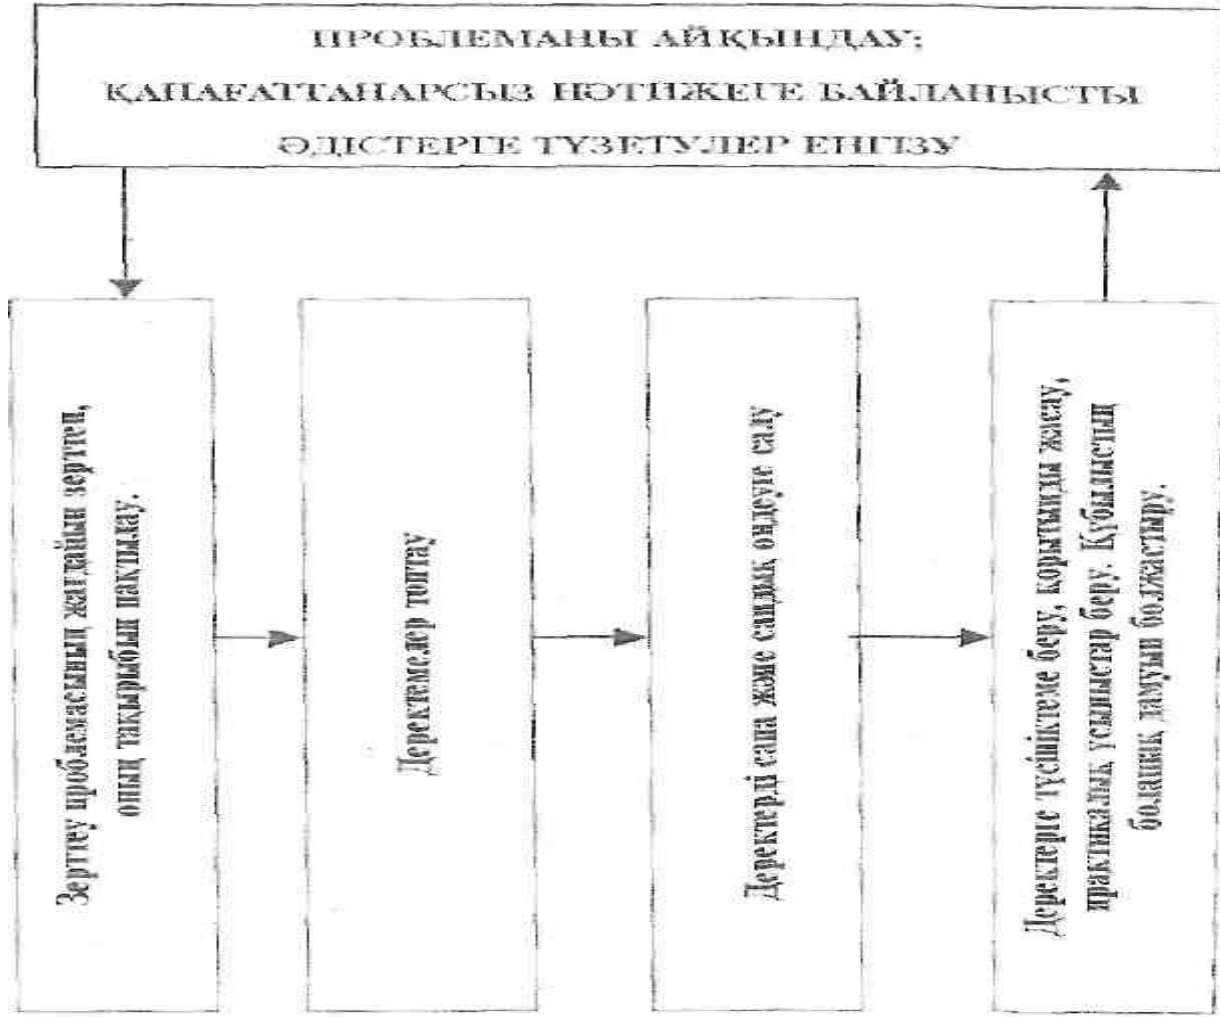 ПРОБЛЕМАНЫ АЙҚЫНДАУ;
ҚАНАҒАТТАНАРСЫЗ НӘТИЖЕГЕ БАЙЛАНЫСТЫ
ӘДІСТЕРГЕ ТҮЗЕТУЛЕР ЕНГІЗУ
Зерттеу проблемасының жағдайын зерттеп,
оның тақырыбын нақтылау.
Деректемелер топтау
Деректерді сапа және сандық өңдеуге салу
Деректерге түсініктеме беру, қорытынды жасау,
практикалық ұсыныстар беру. Құбылыстың
болашақ дамуын болжастыру.